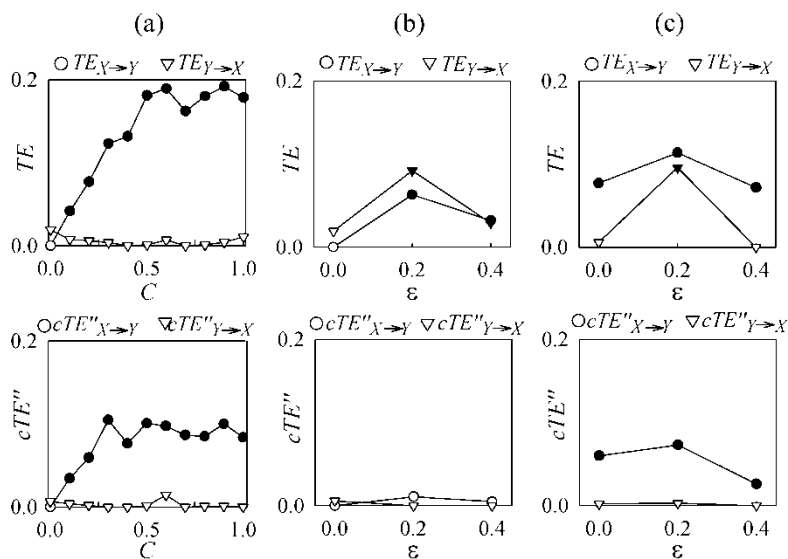 (a) (b) (c)
TE_X→Y TE_Y→X
TE_X→Y TE_Y→X
TE_X→Y TE_Y→X
0.2 0.2 0.2
TE TE TE
0.0 0.0 0.0
0.0 0.5 1.0 0.0 0.2 0.4 0.0 0.2 0.4
C ε ε
cTE"_X→Y cTE"_Y→X
cTE"_X→Y cTE"_Y→X
cTE"_X→Y cTE"_Y→X
0.2 0.2 0.2
cTE" cTE" cTE"
0.0 0.0 0.0
0.0 0.5 1.0 0.0 0.2 0.4 0.0 0.2 0.4
C ε ε